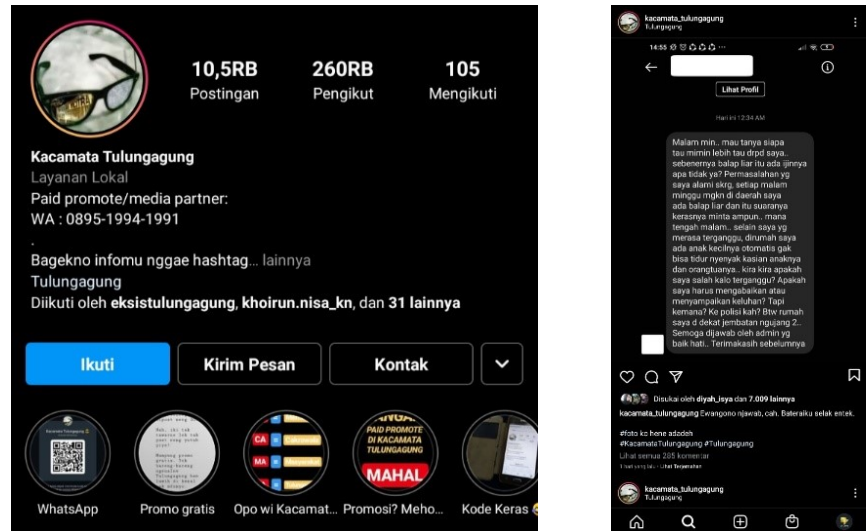 10,5RB
Postingan
260RB
Pengikut
105
Mengikuti
Kacamata Tulungagung
Layanan Lokal
Paid promote/media partner:
WA : 0895-1994-1991
.
Bagekno infomu nggae hashtag... lainnya
Tulungagung
Diikuti oleh eksistulungagung, khoirun.nisa_kn, dan 31 lainnya
Ikuti
Kirim Pesan
Kontak
CA
MA
PAID PROMOTE
DI KACAMATA
TULUNGAGUNG
MAHAL
WhatsApp
Promo gratis
Opo wi Kacamat...
Promosi? Meho...
Kode Keras
kacamata_tulungagung
Tulungagung
14:55
Lihat Profil
Hari ini 12:34 AM
Malam min.. mau tanya siapa
tau mimin lebih tau drpd saya..
sebenernya balap liar itu ada ijinnya
apa tidak ya? Permasalahan yg
saya alami skrg, setiap malam
minggu mgkn di daerah saya
ada balap liar dan itu suaranya
kerasnya minta ampun.. mana
tengah malam.. selain saya yg
merasa terganggu, dirumah saya
ada anak kecilnya otomatis gak
bisa tidur nyenyak kasian anaknya
dan orangtuanya.. kira kira apakah
saya salah kalo terganggu? Apakah
saya harus mengabaikan atau
menyampaikan keluhan? Tapi
kemana? Ke polisi kah? Btw rumah
saya d dekat jembatan ngujang 2..
Semoga dijawab oleh admin yg
baik hati.. Terimakasih sebelumnya
Disukai oleh diyah_isya dan 7.009 lainnya
kacamata_tulungagung Ewangono njawab, cah. Bateraiku selak entek.
#foto ko hene adadeh
#KacamataTulungagung #Tulungagung
Lihat semua 285 komentar
1 hari yang lalu • Lihat Terjemahan
kacamata_tulungagung
Tulungagung